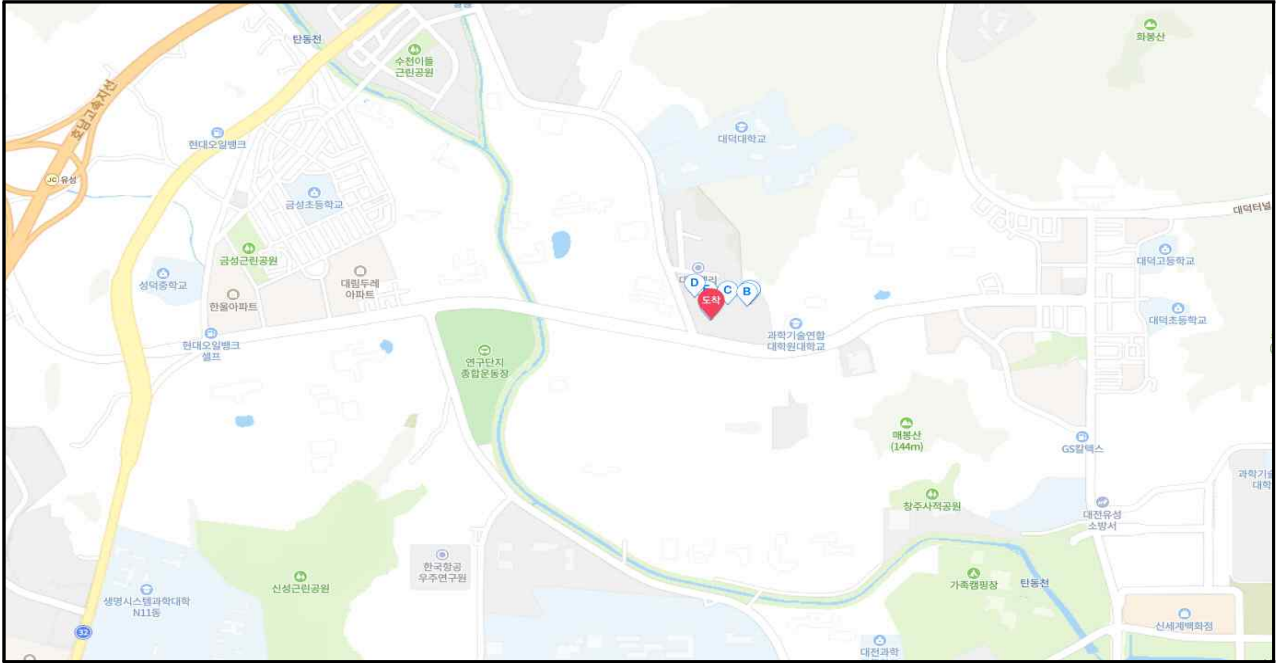 탄동천
수천이뜰
근린공원
화봉산
호남고속지선
현대오일뱅크
대덕대학교
JC 유성
금성초등학교
대덕터널
금성근린공원
대덕고등학교
성덕중학교
대림두레
아파트
한울아파트
D
C
B
도착
대덕초등학교
과학기술연합
대학원대학교
현대오일뱅크
셀프
연구단지
종합운동장
매봉산
(144m)
GS칼텍스
창주사적공원
대전유성
소방서
한국항공
우주연구원
신성근린공원
가족캠핑장
탄동천
생명시스템과학대학
N11동
신세계백화점
32
대전과학